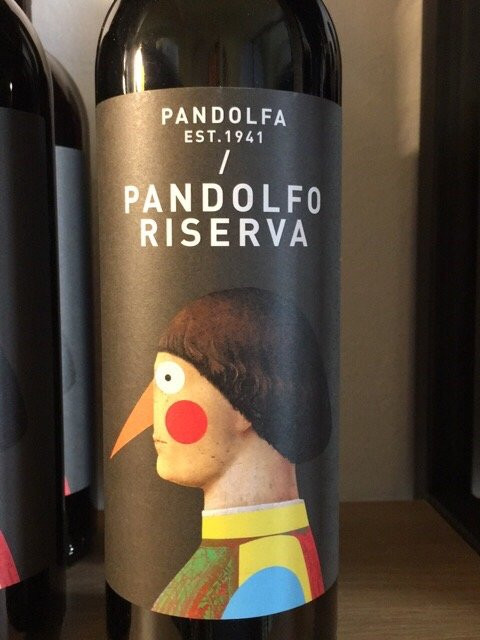 PANDOLFA
EST.1941
/
PANDOLFO
RISERVA